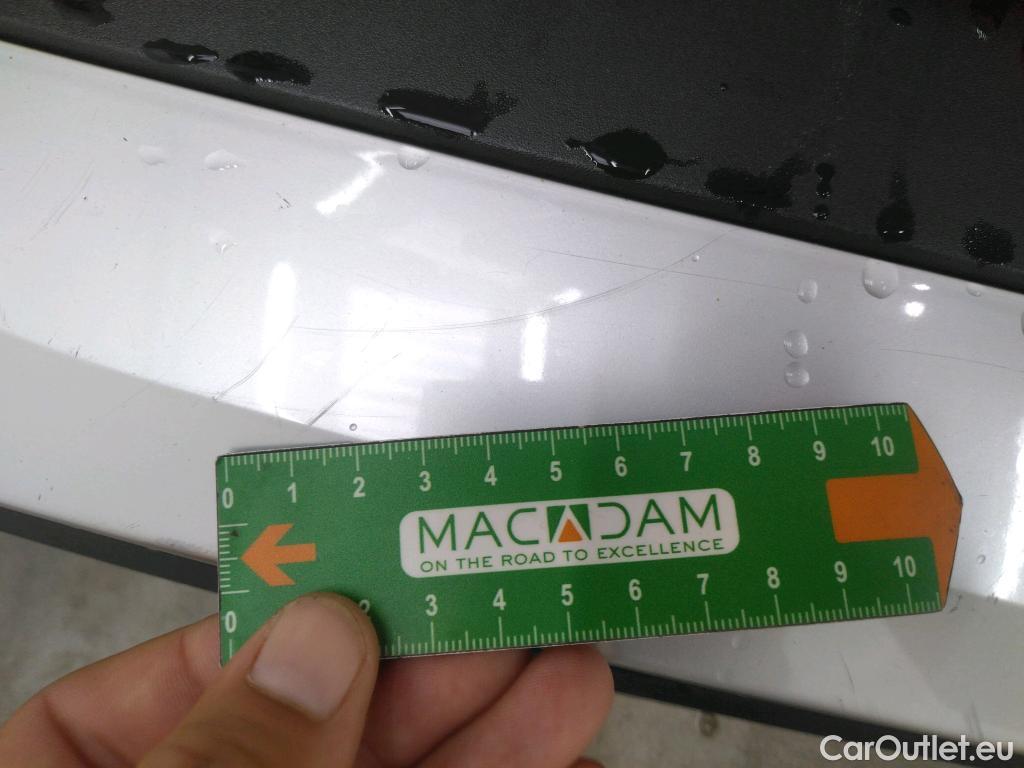 0 1 2 3 4 5 6 7 8 9 10
MACADAM
ON THE ROAD TO EXCELLENCE
0 2 3 4 5 6 7 8 9 10
CarOutlet.eu